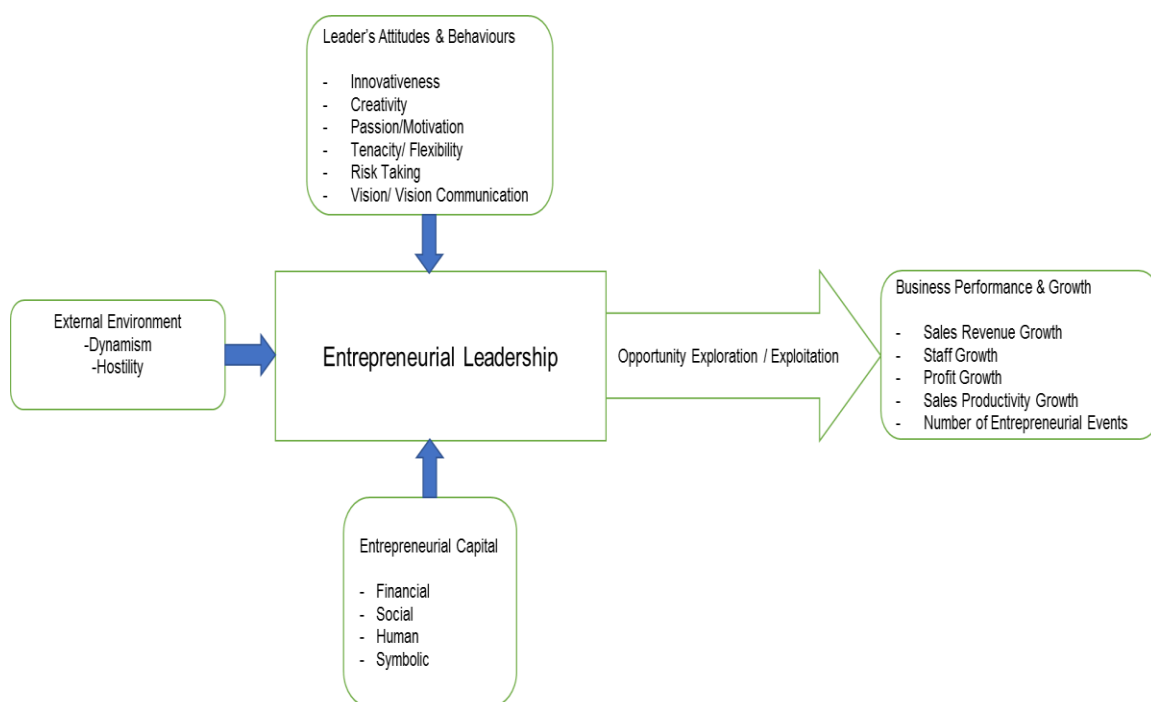 Leader's Attitudes & Behaviours
- Innovativeness
- Creativity
- Passion/Motivation
- Tenacity/ Flexibility
- Risk Taking
- Vision/ Vision Communication
External Environment
-Dynamism
-Hostility
Entrepreneurial Leadership
Opportunity Exploration / Exploitation
Business Performance & Growth
- Sales Revenue Growth
- Staff Growth
- Profit Growth
- Sales Productivity Growth
- Number of Entrepreneurial Events
Entrepreneurial Capital
- Financial
- Social
- Human
- Symbolic